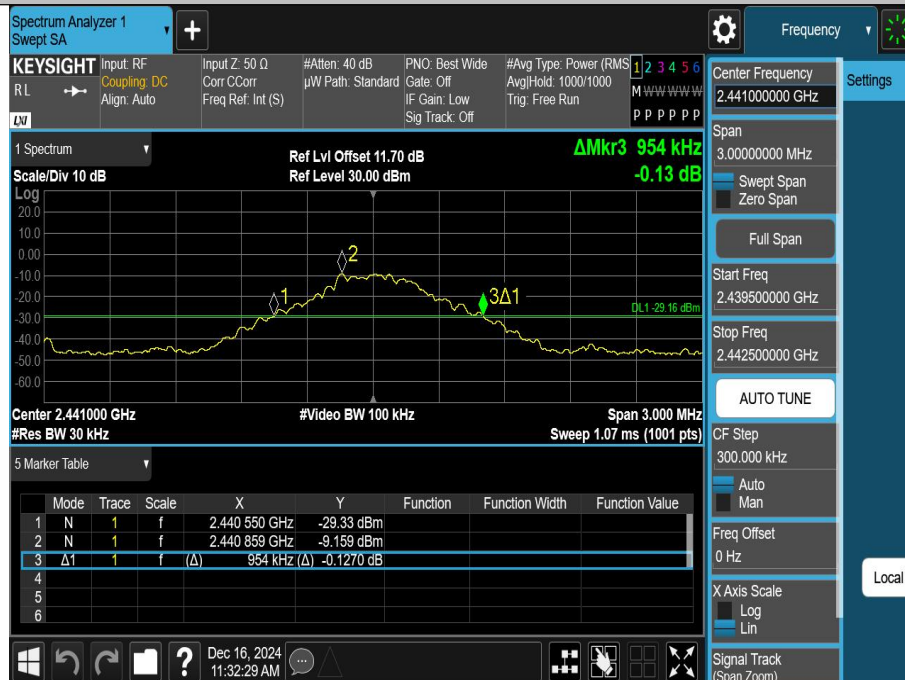 Spectrum Analyzer 1
Swept SA
+
Frequency
KEYSIGHT
RL
LXI
Input: RF
Coupling: DC
Align: Auto
Input Z: 50 Ω
Corr CCorr
Freq Ref: Int (S)
#Atten: 40 dB
µW Path: Standard
PNO: Best Wide
Gate: Off
IF Gain: Low
Sig Track: Off
#Avg Type: Power (RMS
Avg|Hold: 1000/1000
Trig: Free Run
1 2 3 4 5 6
M W W W W W
P P P P P P
1 Spectrum
Scale/Div 10 dB
Ref Lvl Offset 11.70 dB
Ref Level 30.00 dBm
ΔMkr3 954 kHz
-0.13 dB
Log
20.0
10.0
0.00
-10.0
-20.0
-30.0
-40.0
-50.0
-60.0
1
2
3Δ1
DL1 -29.16 dBm
Center 2.441000 GHz
#Video BW 100 kHz
Span 3.000 MHz
#Res BW 30 kHz
Sweep 1.07 ms (1001 pts)
5 Marker Table
Mode Trace Scale X Y Function Function Width Function Value
1 N 1 f 2.440 550 GHz -29.33 dBm
2 N 1 f 2.440 859 GHz -9.159 dBm
3 Δ1 1 f (Δ) 954 kHz (Δ) -0.1270 dB
4
5
6
?
Dec 16, 2024
11:32:29 AM
Center Frequency
2.441000000 GHz
Settings
Span
3.00000000 MHz
Swept Span
Zero Span
Full Span
Start Freq
2.439500000 GHz
Stop Freq
2.442500000 GHz
AUTO TUNE
CF Step
300.000 kHz
Auto
Man
Freq Offset
0 Hz
Local
X Axis Scale
Log
Lin
Signal Track
(Span Zoom)